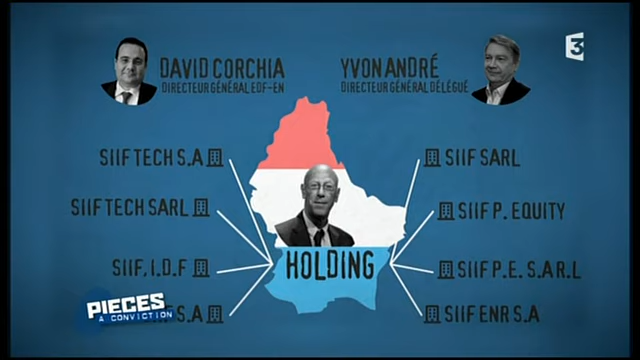 DAVID CORCHIA
DIRECTEUR GÉNÉRAL EDF-EN
YVON ANDRÉ
DIRECTEUR GÉNÉRAL DÉLÉGUÉ
3
SIIF TECH S.A
SIIF TECH SARL
SIIF, I.D.F
S.A
SIIF SARL
SIIF P. EQUITY
SIIF P.E. S.A.R.L
SIIF ENR S.A
HOLDING
PIECES
A CONVICTION